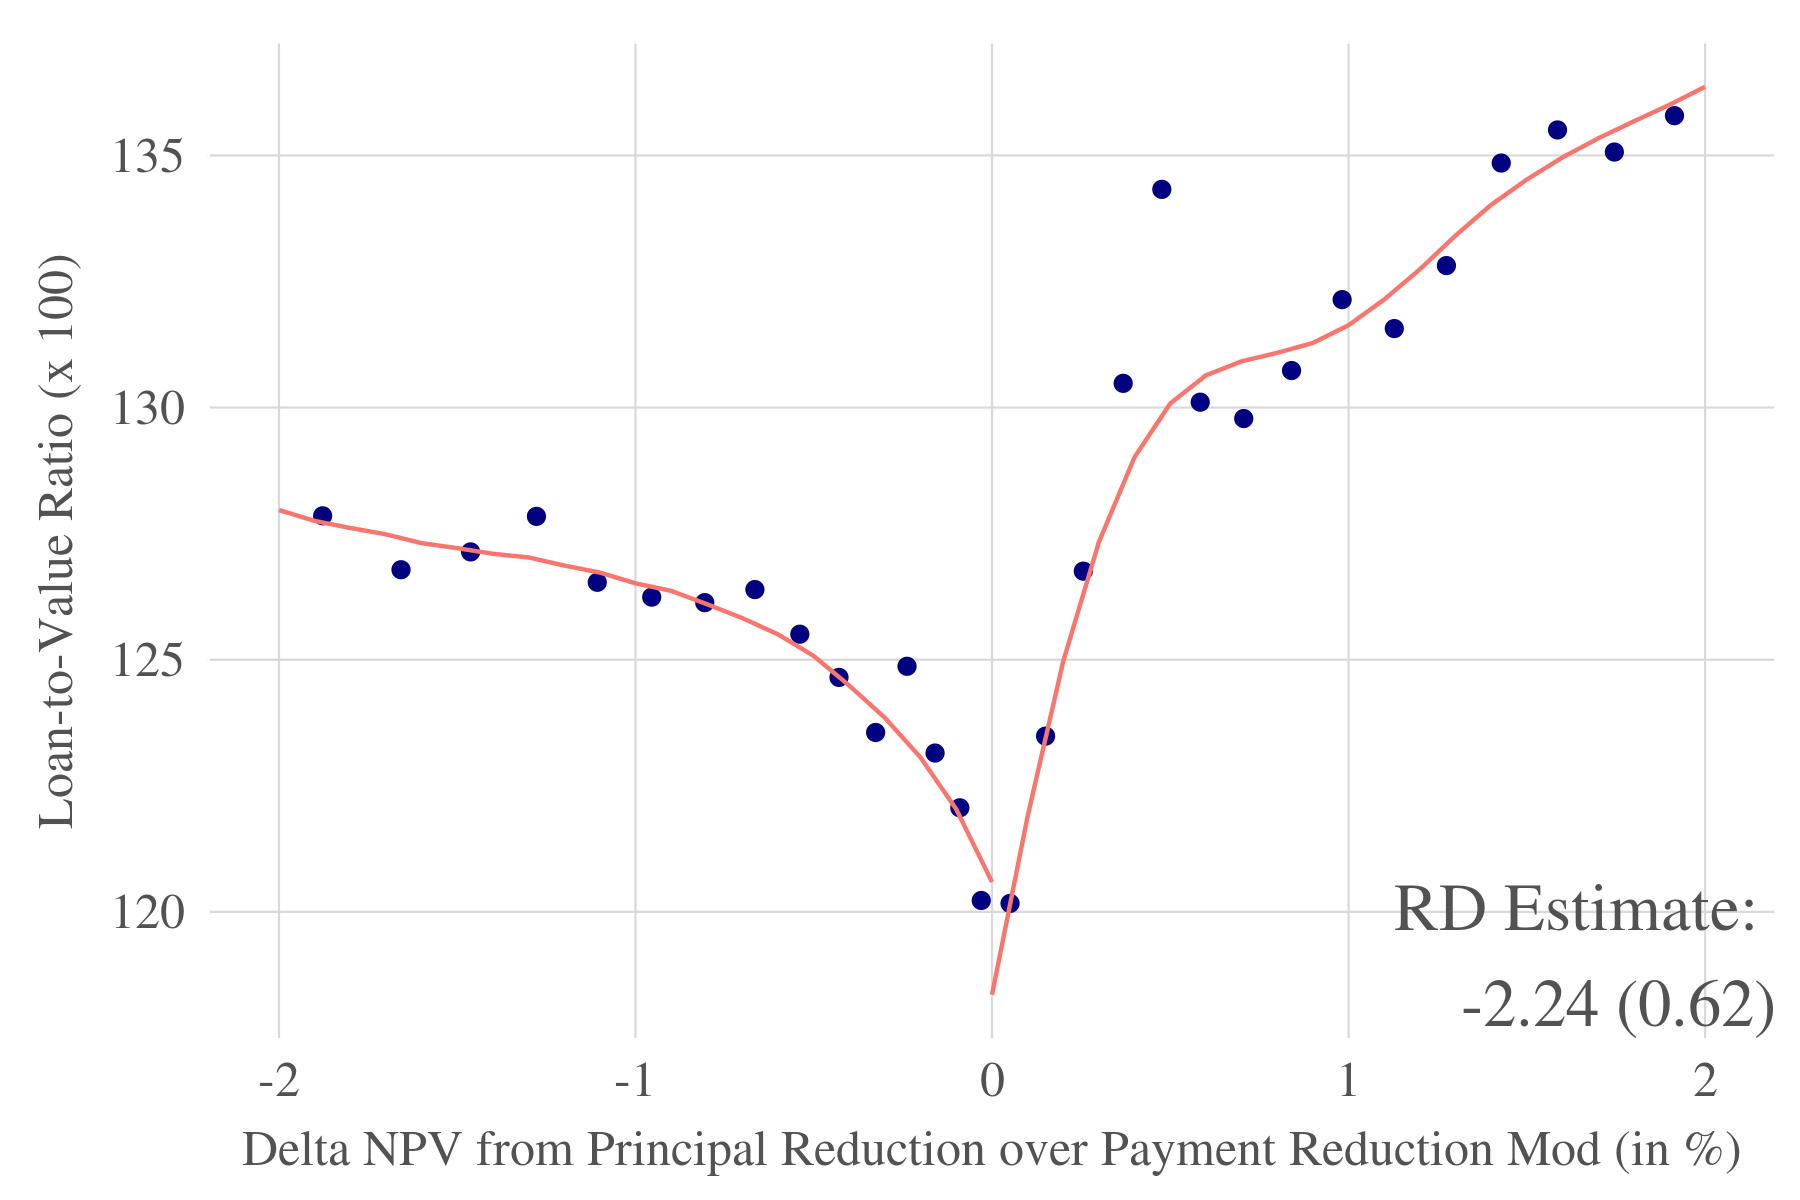 Loan-to-Value Ratio (x 100)
135
130
125
120
RD Estimate:
-2.24 (0.62)
-2 -1 0 1 2
Delta NPV from Principal Reduction over Payment Reduction Mod (in %)